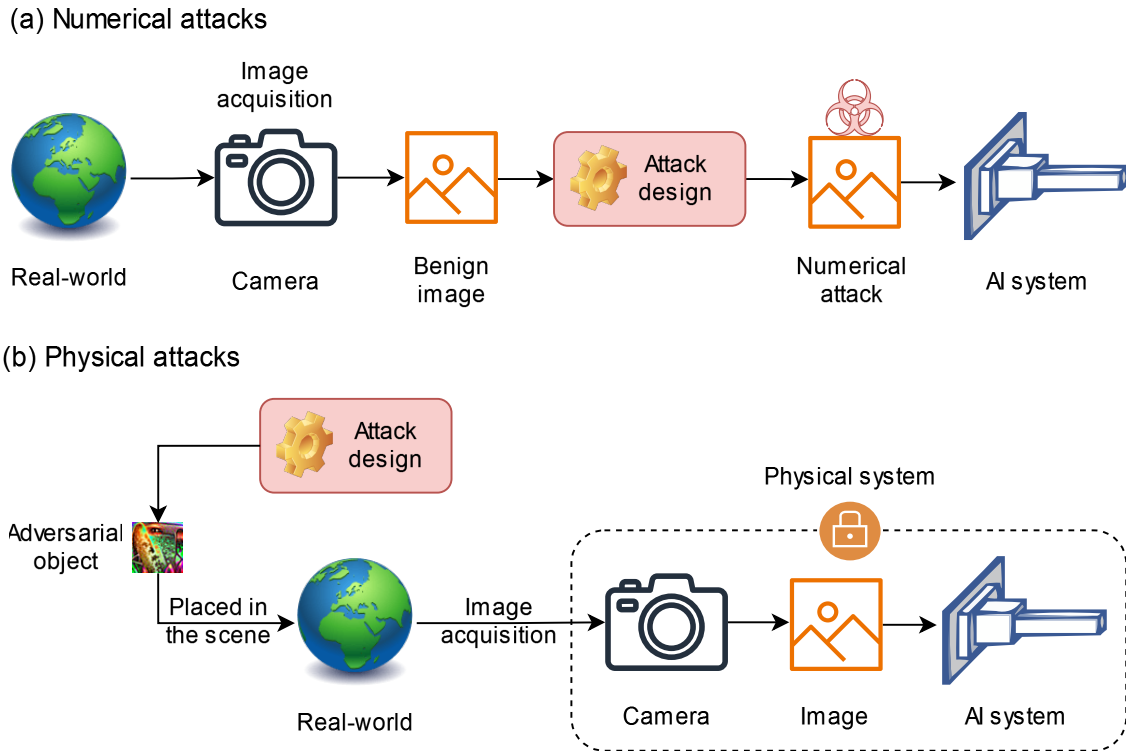 (a) Numerical attacks
Image
acquisition
Attack
design
Real-world
Camera
Benign
image
Numerical
attack
AI system
(b) Physical attacks
Attack
design
Physical system
Adversarial
object
Placed in
the scene
Image
acquisition
Real-world
Camera
Image
AI system